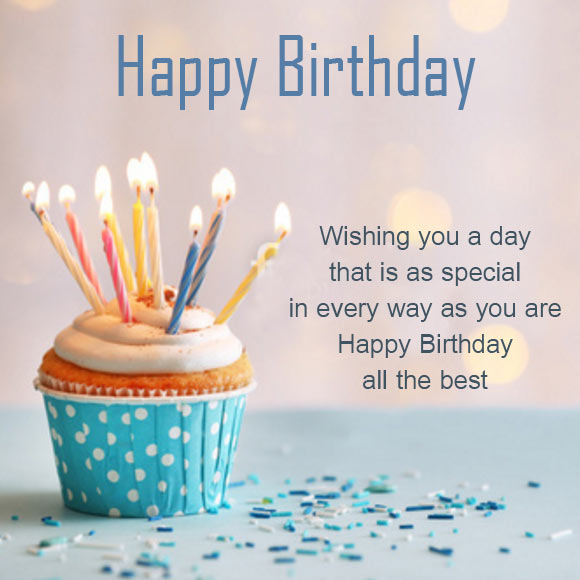 Happy Birthday
Wishing you a day
that is as special
in every way as you are
Happy Birthday
all the best